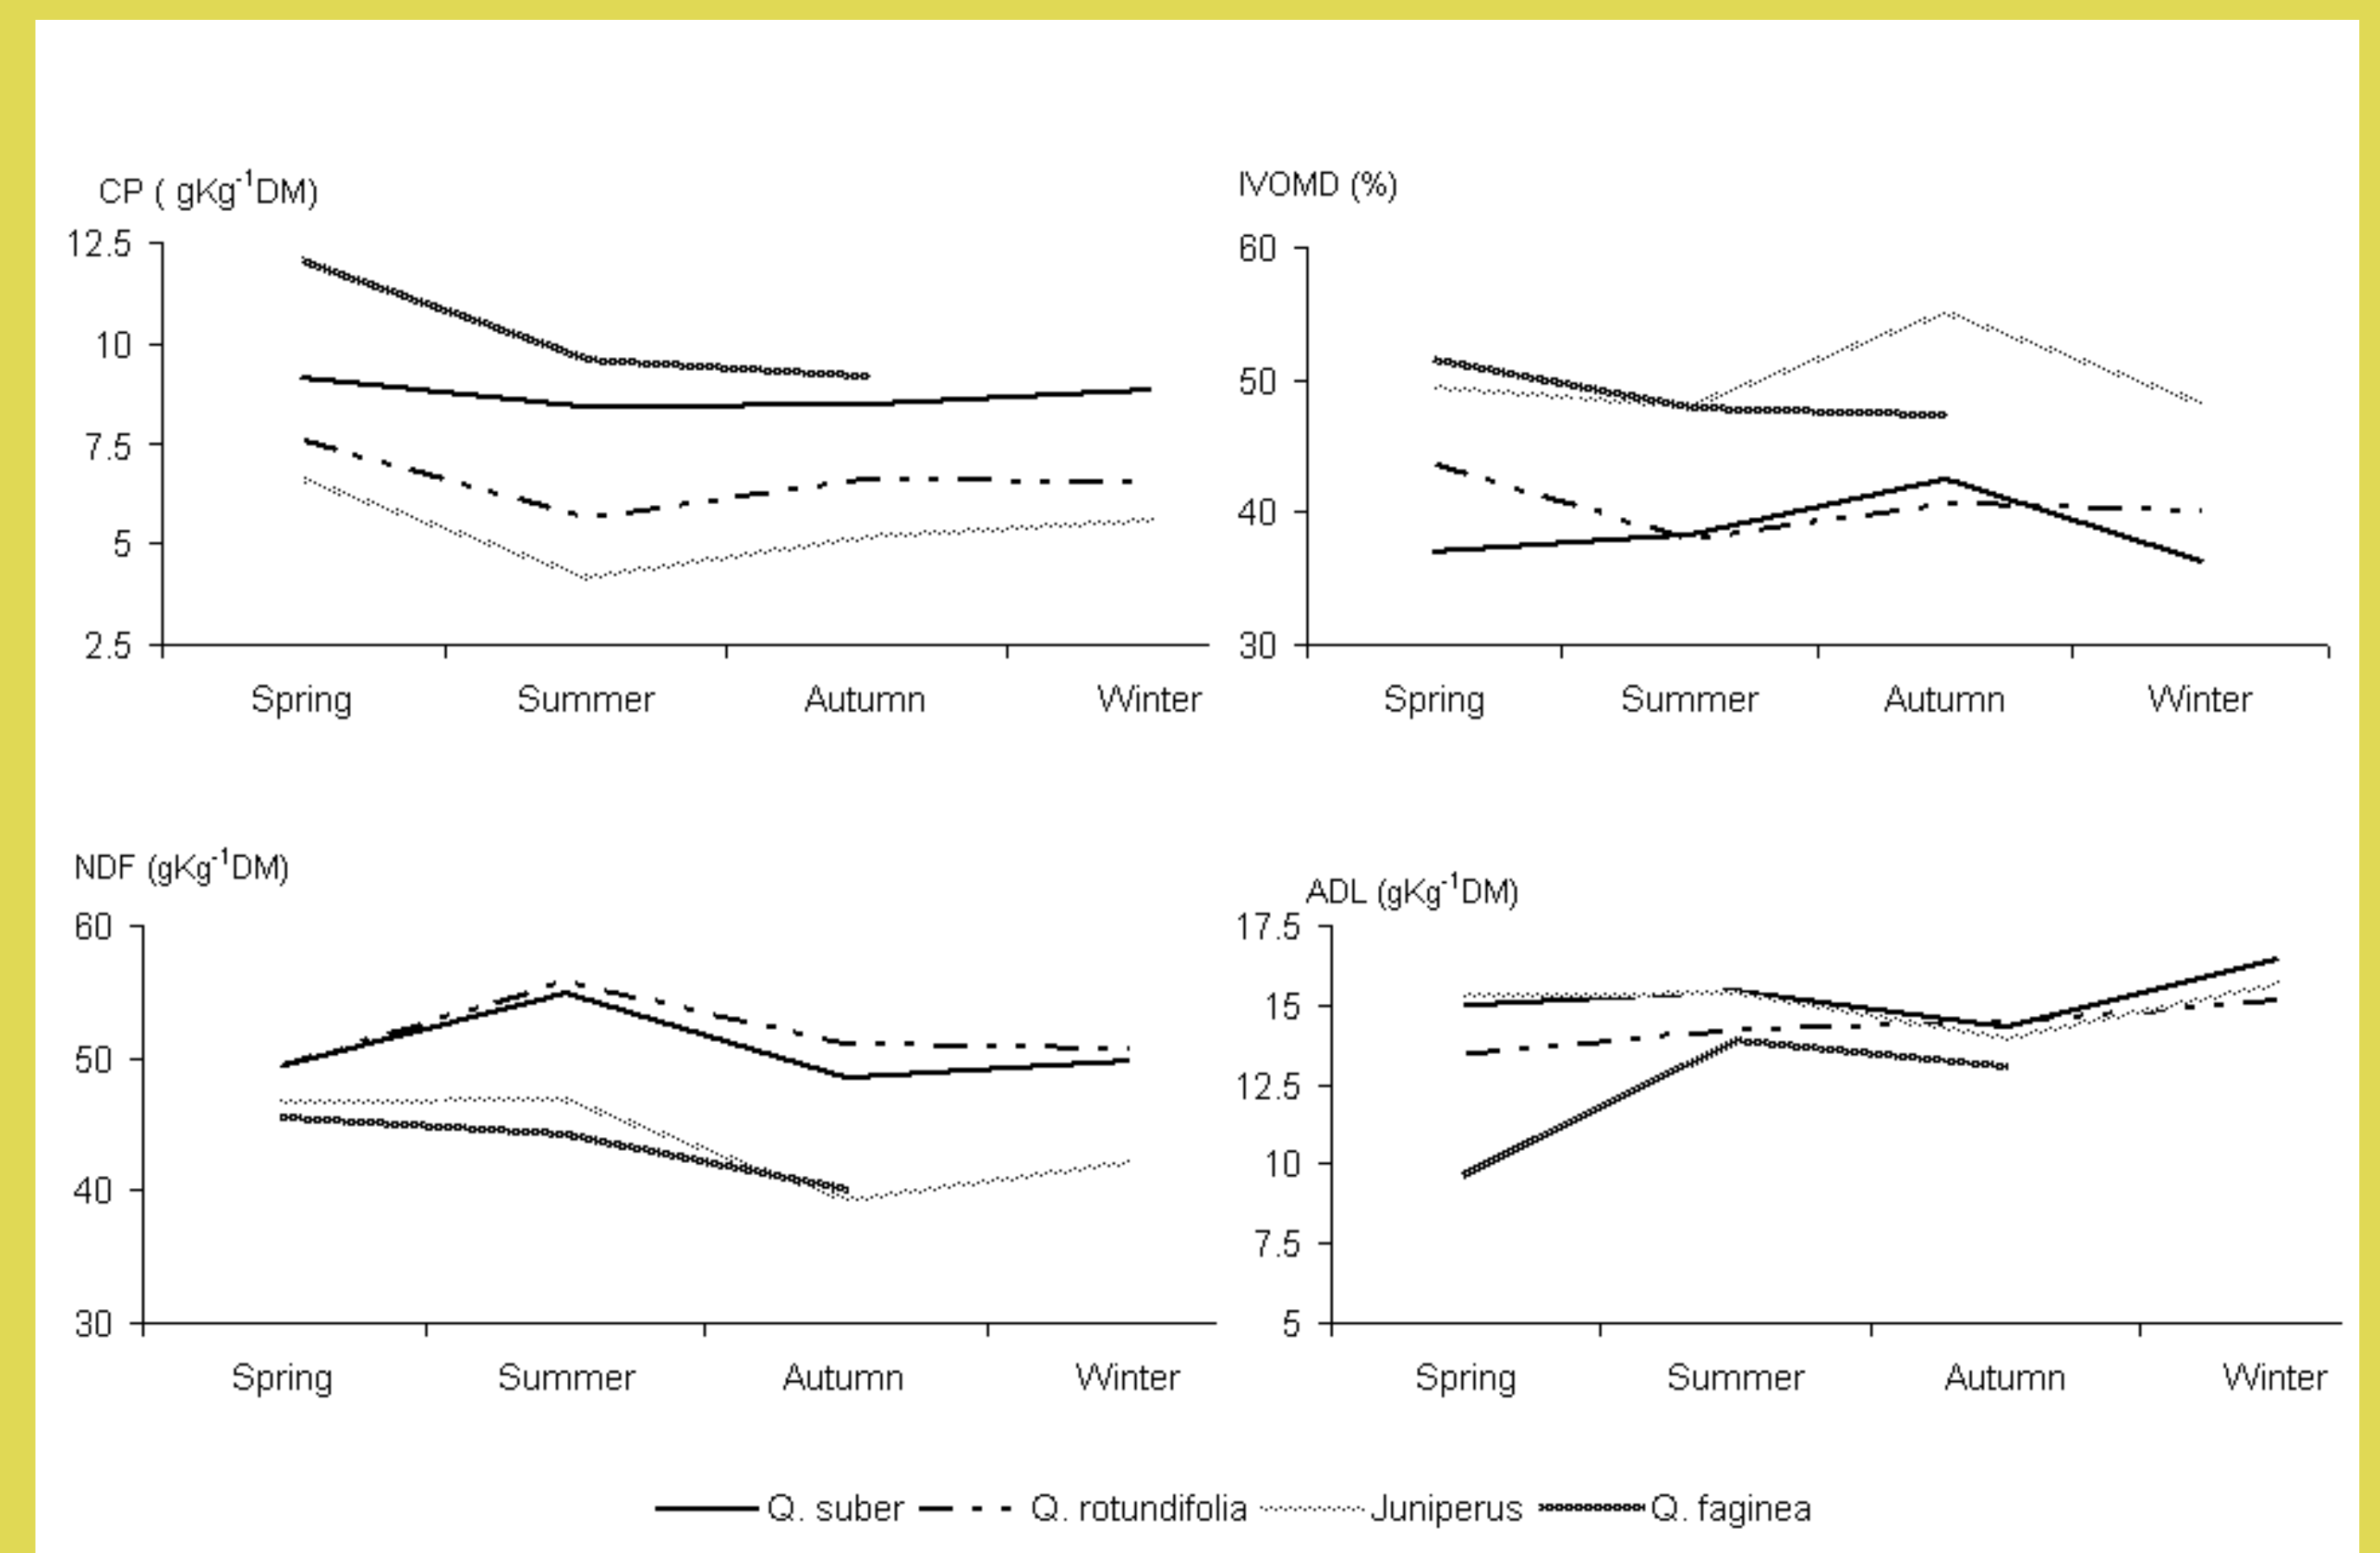 CP ( gKg⁻¹DM)
12.5
10
7.5
5
2.5
Spring Summer Autumn Winter
IVOMD (%)
60
50
40
30
Spring Summer Autumn Winter
NDF (gKg⁻¹DM)
60
50
40
30
Spring Summer Autumn Winter
ADL (gKg⁻¹DM)
17.5
15
12.5
10
7.5
5
Spring Summer Autumn Winter
Q. suber Q. rotundifolia Juniperus Q. faginea